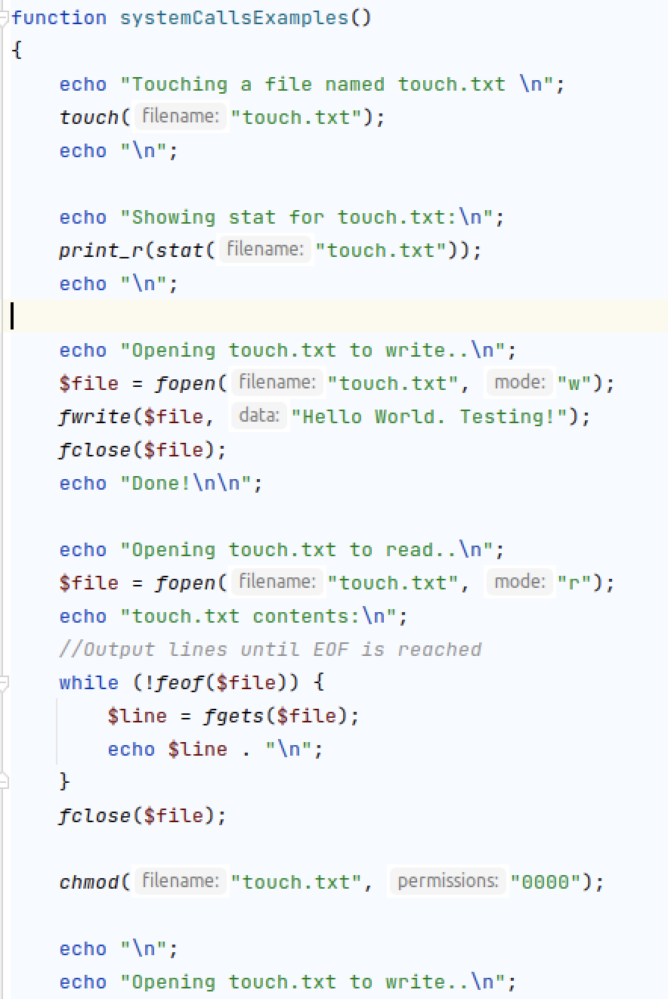 function systemCallsExamples()
{
    echo "Touching a file named touch.txt \n";
    touch( filename: "touch.txt");
    echo "\n";

    echo "Showing stat for touch.txt:\n";
    print_r(stat( filename: "touch.txt"));
    echo "\n";

    echo "Opening touch.txt to write..\n";
    $file = fopen( filename: "touch.txt", mode: "w");
    fwrite($file, data: "Hello World. Testing!");
    fclose($file);
    echo "Done!\n\n";

    echo "Opening touch.txt to read..\n";
    $file = fopen( filename: "touch.txt", mode: "r");
    echo "touch.txt contents:\n";
    //Output lines until EOF is reached
    while (!feof($file)) {
        $line = fgets($file);
        echo $line . "\n";
    }
    fclose($file);

    chmod( filename: "touch.txt", permissions: "0000");

    echo "\n";
    echo "Opening touch.txt to write..\n";